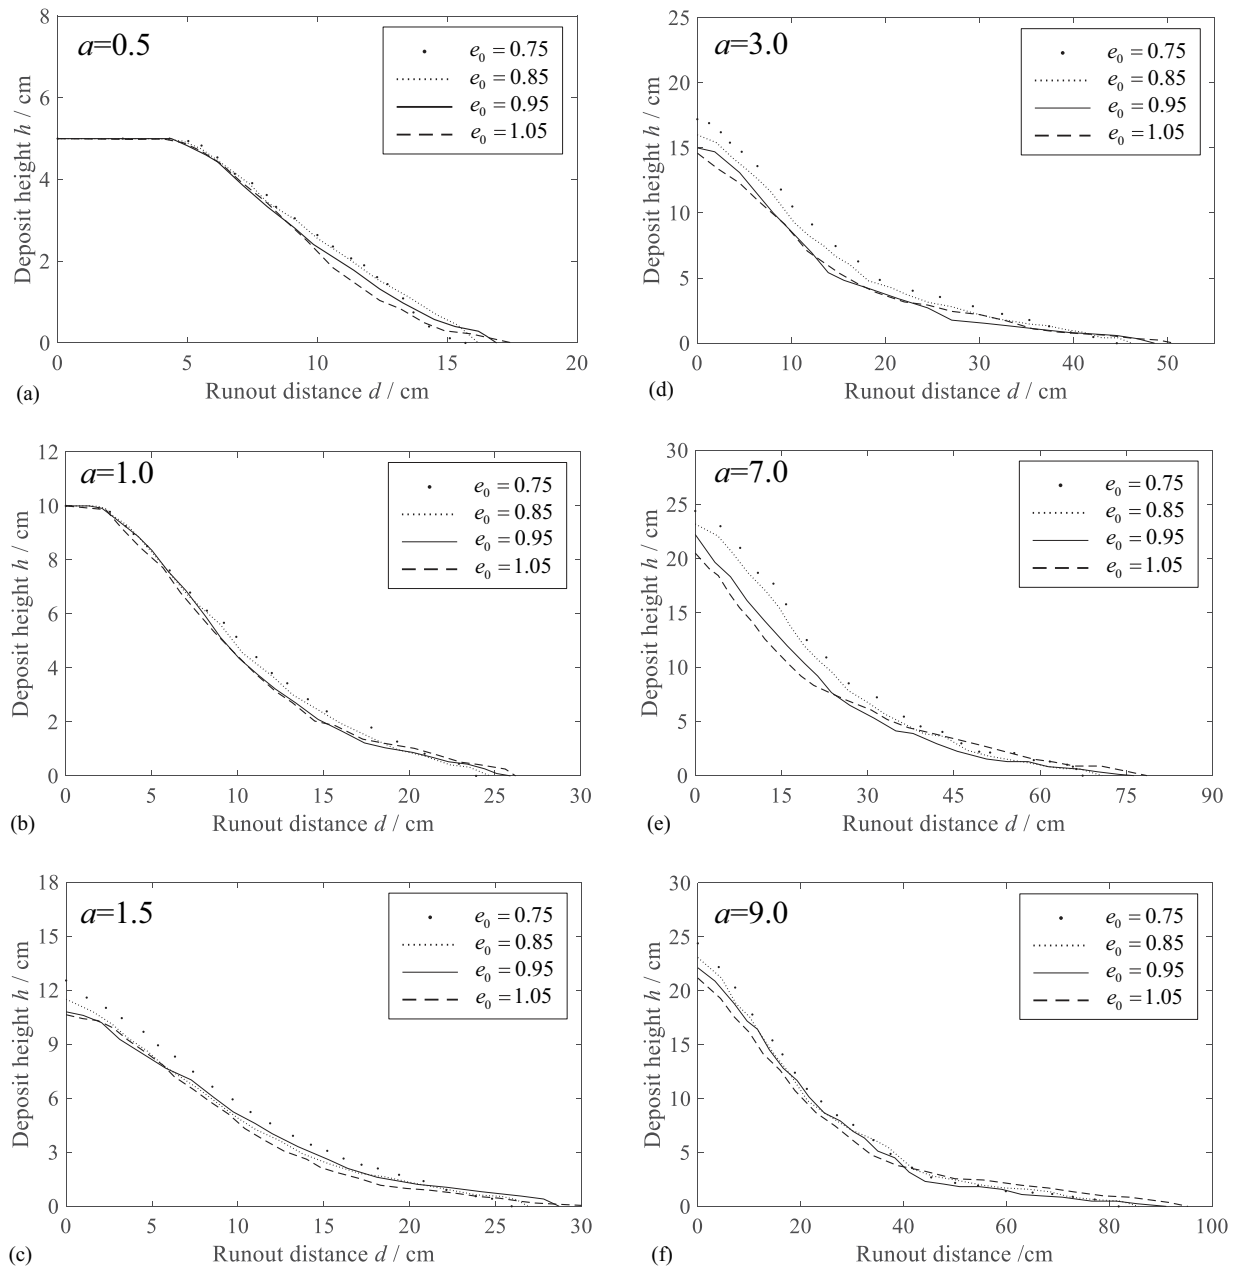 a=0.5
e0 = 0.75
e0 = 0.85
e0 = 0.95
e0 = 1.05
8
6
4
2
0
Deposit height h / cm
0 5 10 15 20
Runout distance d / cm
(a)
a=3.0
e0 = 0.75
e0 = 0.85
e0 = 0.95
e0 = 1.05
25
20
15
10
5
0
Deposit height h / cm
0 10 20 30 40 50
Runout distance d / cm
(d)
a=1.0
e0 = 0.75
e0 = 0.85
e0 = 0.95
e0 = 1.05
12
10
8
6
4
2
0
Deposit height h / cm
0 5 10 15 20 25 30
Runout distance d / cm
(b)
a=7.0
e0 = 0.75
e0 = 0.85
e0 = 0.95
e0 = 1.05
30
25
20
15
10
5
0
Deposit height h / cm
0 15 30 45 60 75 90
Runout distance d / cm
(e)
a=1.5
e0 = 0.75
e0 = 0.85
e0 = 0.95
e0 = 1.05
18
15
12
9
6
3
0
Deposit height h / cm
0 5 10 15 20 25 30
Runout distance d / cm
(c)
a=9.0
e0 = 0.75
e0 = 0.85
e0 = 0.95
e0 = 1.05
30
25
20
15
10
5
0
Deposit height h / cm
0 20 40 60 80 100
Runout distance /cm
(f)